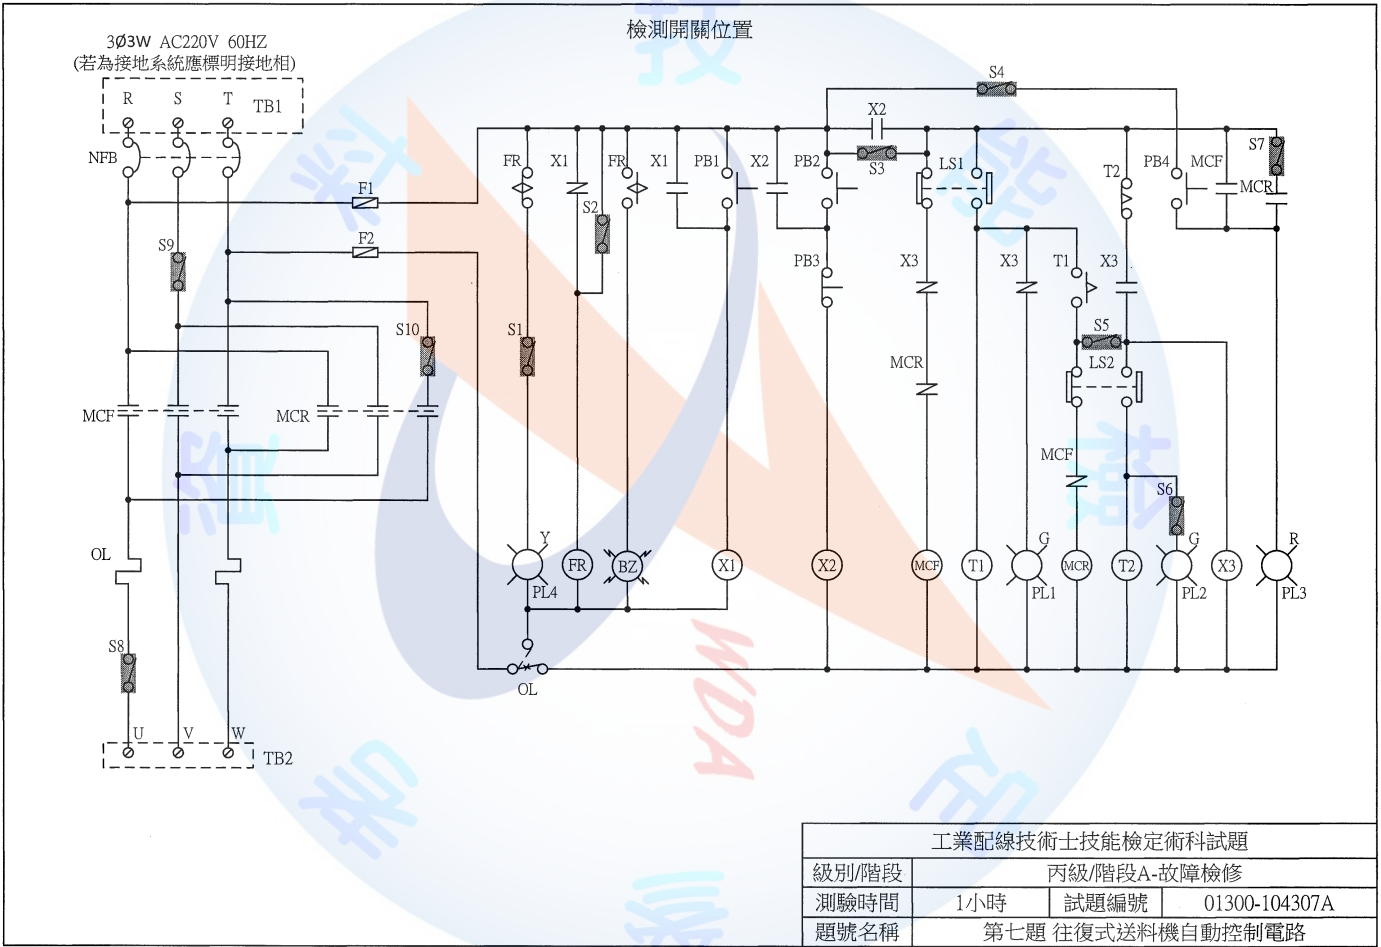 檢測開關位置
3Ø3W AC220V 60HZ
(若為接地系統應標明接地相)
R S T TB1
NFB
F1
F2
S9
S10
MCF
MCR
OL
S8
U V W
TB2
S4
X2
S3
S7
FR X1 FR X1 PB1 X2 PB2 LS1 T2 PB4 MCF
MCR
S2
PB3 X3 X3 T1 X3
S1
S5
MCR
LS2
MCF
S6
Y G G R
FR BZ X1 X2 MCF T1 MCR T2 X3
PL4 PL1 PL2 PL3
OL
技
能
檢
定
中
心
WDA
工業配線技術士技能檢定術科試題
級別/階段 丙級/階段A-故障檢修
測驗時間 1小時 試題編號 01300-104307A
題號名稱 第七題 往復式送料機自動控制電路